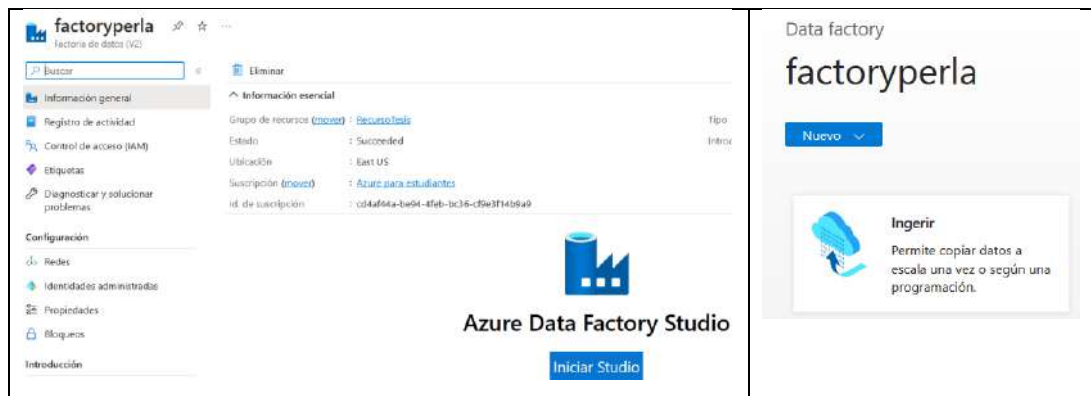 factoryperla
Factoría de datos (V2)
Buscar
Eliminar
Información general
Registro de actividad
Control de acceso (IAM)
Etiquetas
Diagnosticar y solucionar
problemas
Configuración
Redes
Identidades administradas
Propiedades
Bloqueos
Introducción
Información esencial
Grupo de recursos (mover) : RecursoTesis
Estado : Succeeded
Ubicación : East US
Suscripción (mover) : Azure para estudiantes
Id. de suscripción : cd4af44a-be94-4feb-bc36-cf9e3f14b9a9
Tipo
Azure Data Factory Studio
Iniciar Studio
Data factory
factoryperla
Nuevo
Ingerir
Permite copiar datos a
escala una vez o según una
programación.